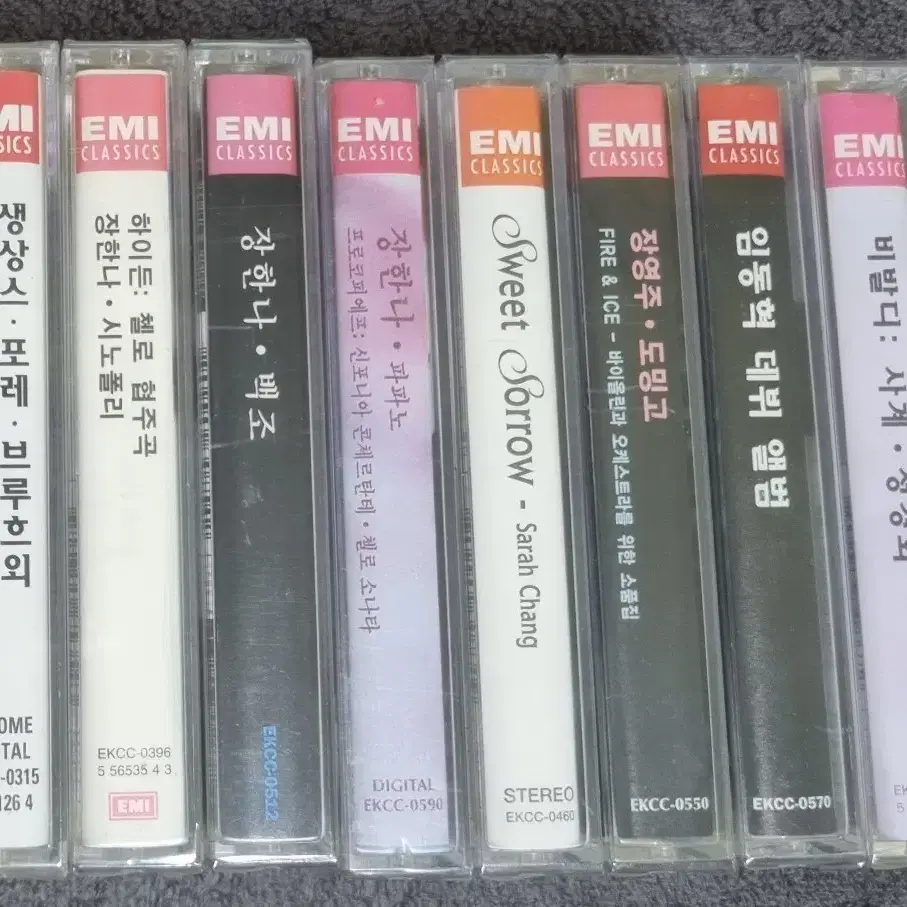 MI
SICS
생상스 · 포레 · 브루흐외
OME
TAL
-0315
126 4
EMI
CLASSICS
하이든: 첼로 협주곡
장한나 · 시노폴리
EKCC-0396
5 56535 4 3
EMI
EMI
CLASSICS
장한나 · 백조
EKCC-0512
EMI
CLASSICS
장한나 · 파파노
프로코피에프: 신포니아 콘체르탄테 · 첼로 소나타
DIGITAL
EKCC-0590
EMI
CLASSICS
Sweet Sorrow - Sarah Chang
STEREO
EKCC-0460
EMI
CLASSICS
장영주 · 도밍고
FIRE & ICE - 바이올린과 오케스트라를 위한 소품집
EKCC-0550
EMI
CLASSICS
임동혁 데뷔 앨범
EKCC-0570
EMI
CLASSICS
비발디: 사계 ·
EK
5